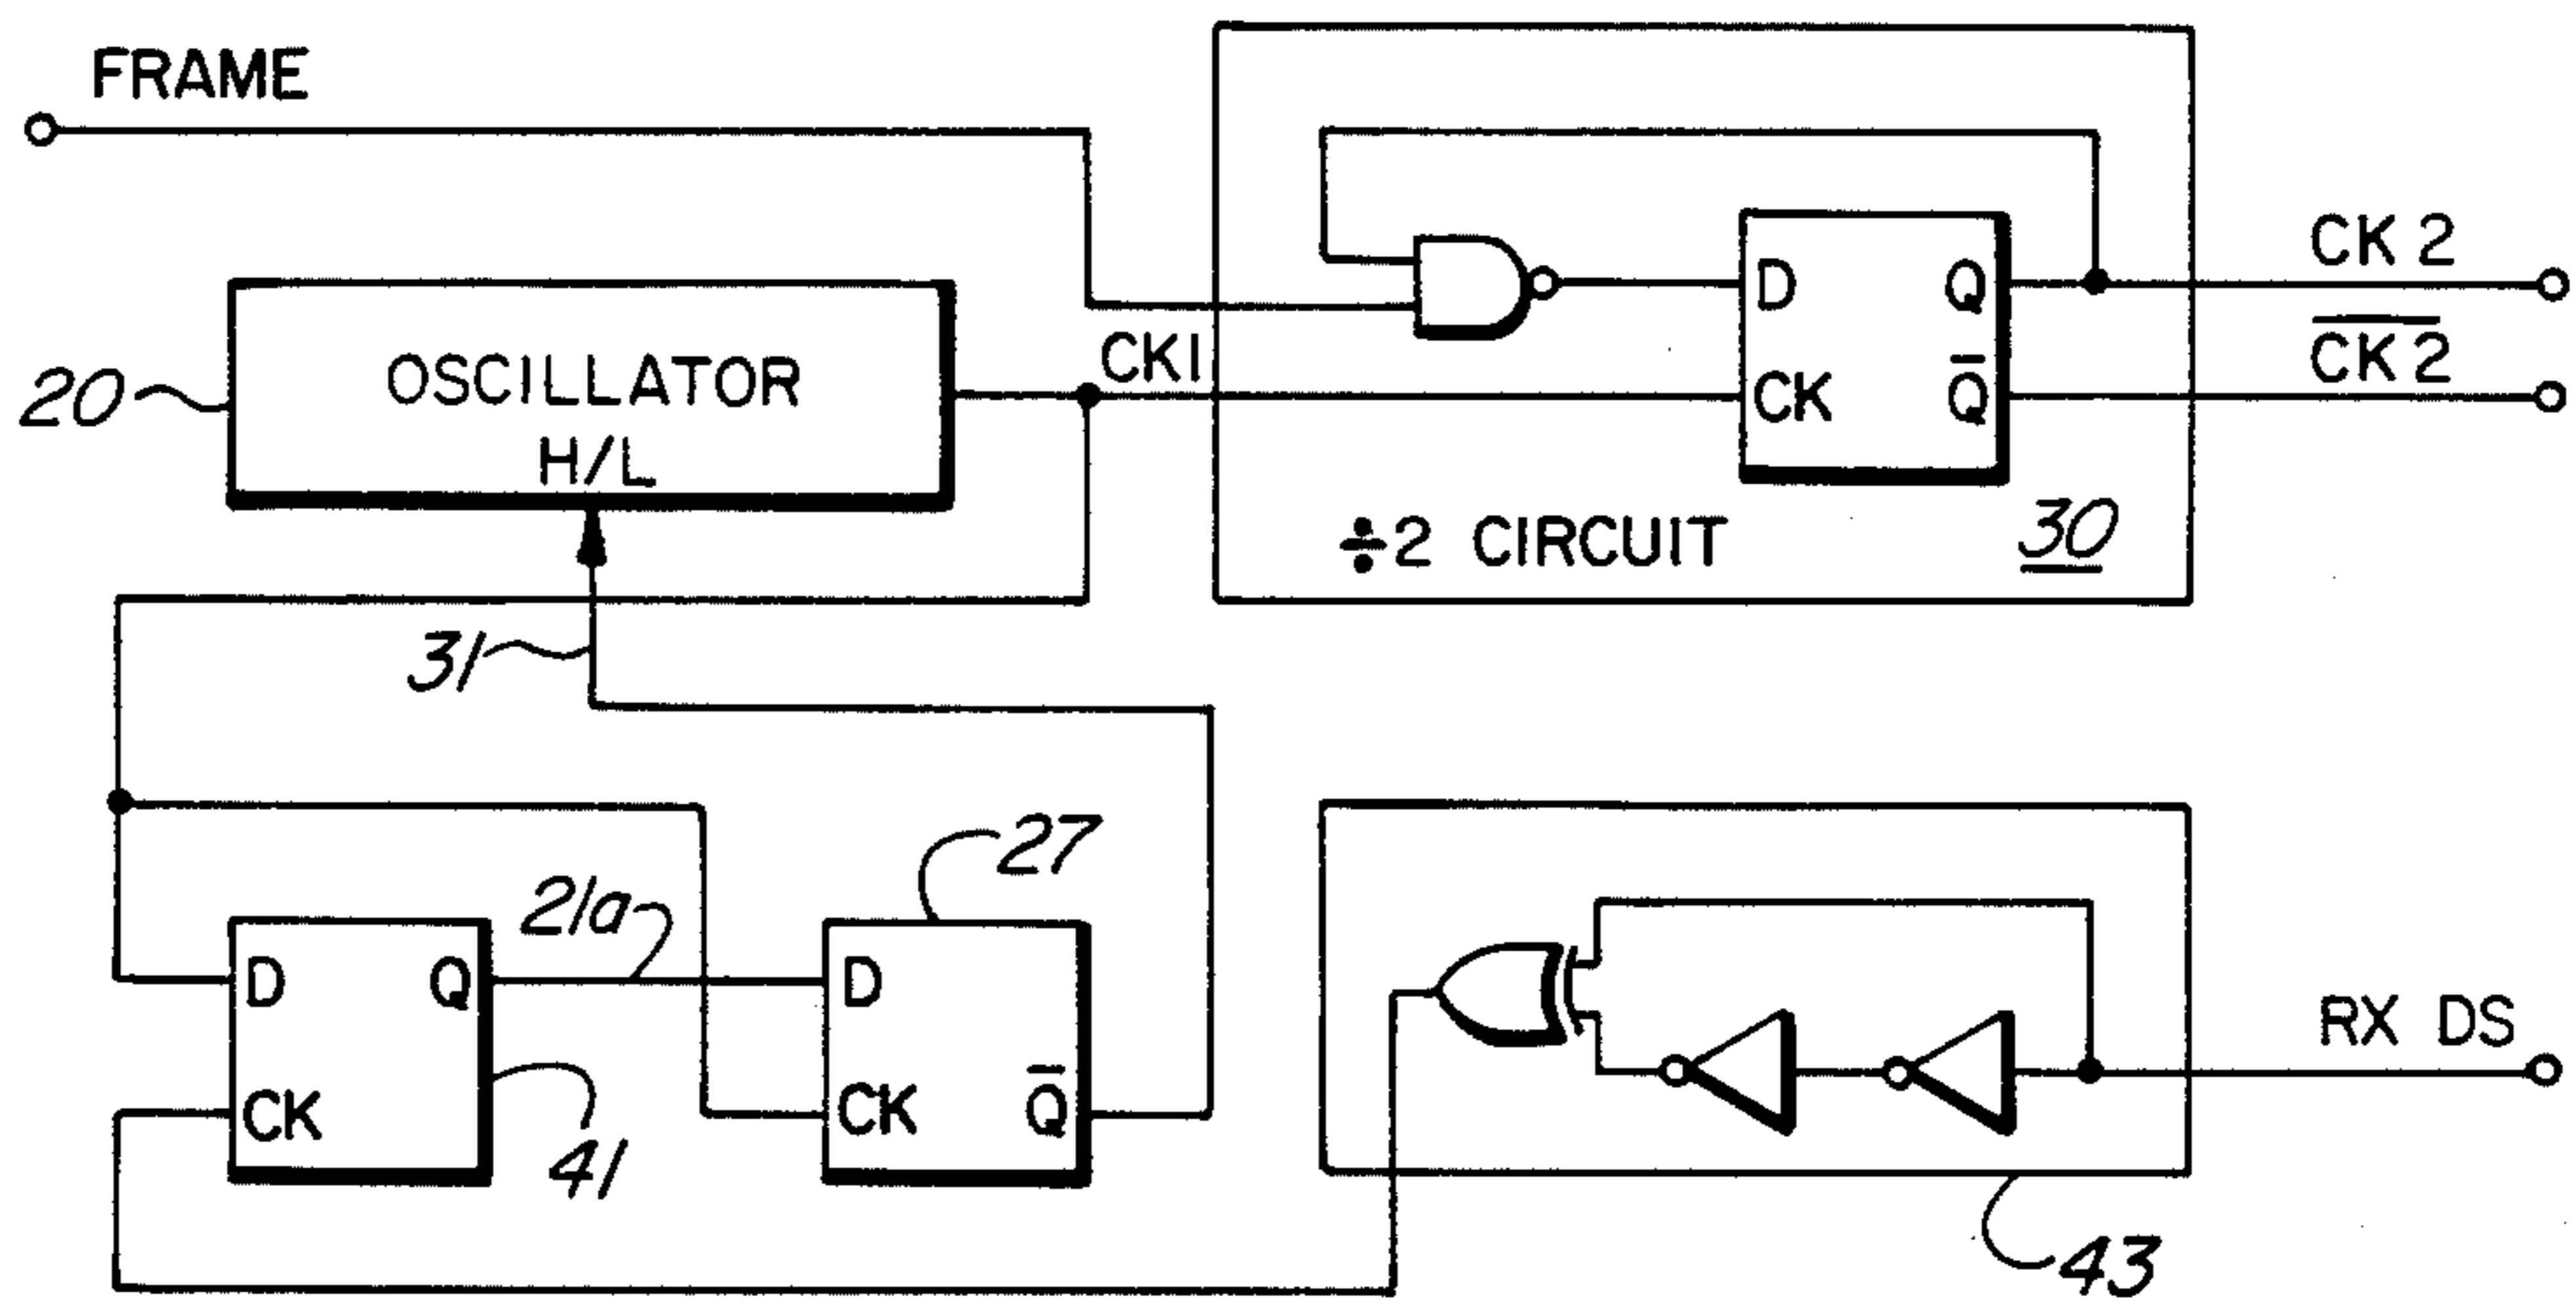 FRAME
CK 2
C̅K̅ ̅2̅
CK1
20
OSCILLATOR
H/L
D
Q
CK
Q̅
÷2 CIRCUIT
30
31
27
21a
D
Q
CK
41
D
CK
Q̅
RX DS
43